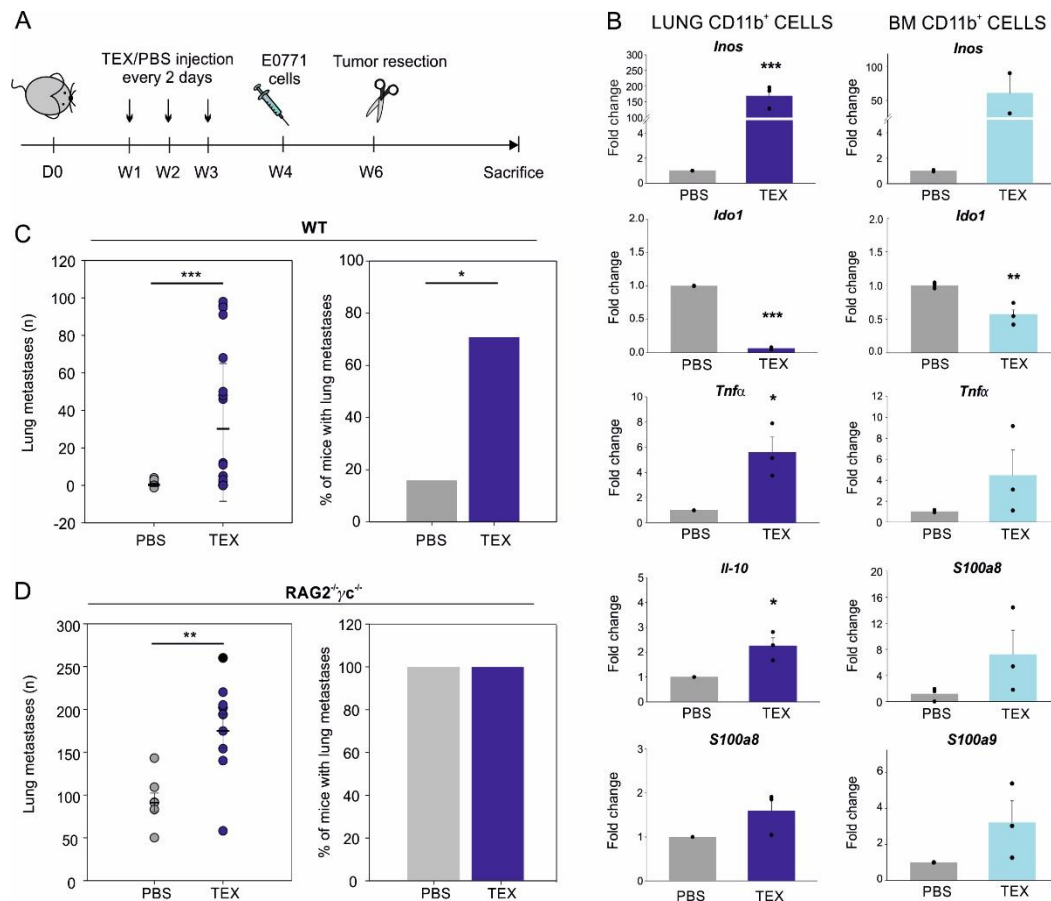 A
TEX/PBS injection
every 2 days
E0771
cells
Tumor resection
D0
W1
W2
W3
W4
W6
Sacrifice
B
LUNG CD11b+ CELLS
BM CD11b+ CELLS
Inos
Fold change
300
250
200
150
100
4
2
0
***
PBS
TEX
Inos
Fold change
100
50
4
2
0
PBS
TEX
Ido1
Fold change
2.0
1.5
1.0
0.5
0.0
***
PBS
TEX
Ido1
Fold change
2.0
1.5
1.0
0.5
0.0
**
PBS
TEX
Tnfα
Fold change
10
8
6
4
2
0
*
PBS
TEX
Tnfα
Fold change
12
10
8
6
4
2
0
PBS
TEX
Il-10
Fold change
5
4
3
2
1
0
*
PBS
TEX
S100a8
Fold change
20
16
12
8
4
0
PBS
TEX
S100a8
Fold change
3
2
1
0
PBS
TEX
S100a9
Fold change
6
4
2
0
PBS
TEX
C
WT
Lung metastases (n)
120
100
80
60
40
20
0
-20
***
PBS
TEX
% of mice with lung metastases
100
80
60
40
20
0
*
PBS
TEX
D
RAG2-/-γc-/-
Lung metastases (n)
300
250
200
150
100
50
0
**
PBS
TEX
% of mice with lung metastases
120
100
80
60
40
20
0
PBS
TEX